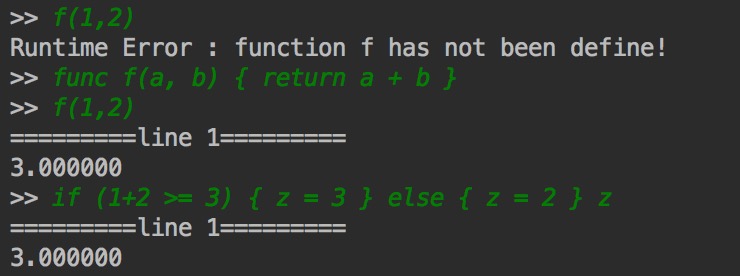 >> f(1,2)
Runtime Error : function f has not been define!
>> func f(a, b) { return a + b }
>> f(1,2)
=========line 1=========
3.000000
>> if (1+2 >= 3) { z = 3 } else { z = 2 } z
=========line 1=========
3.000000